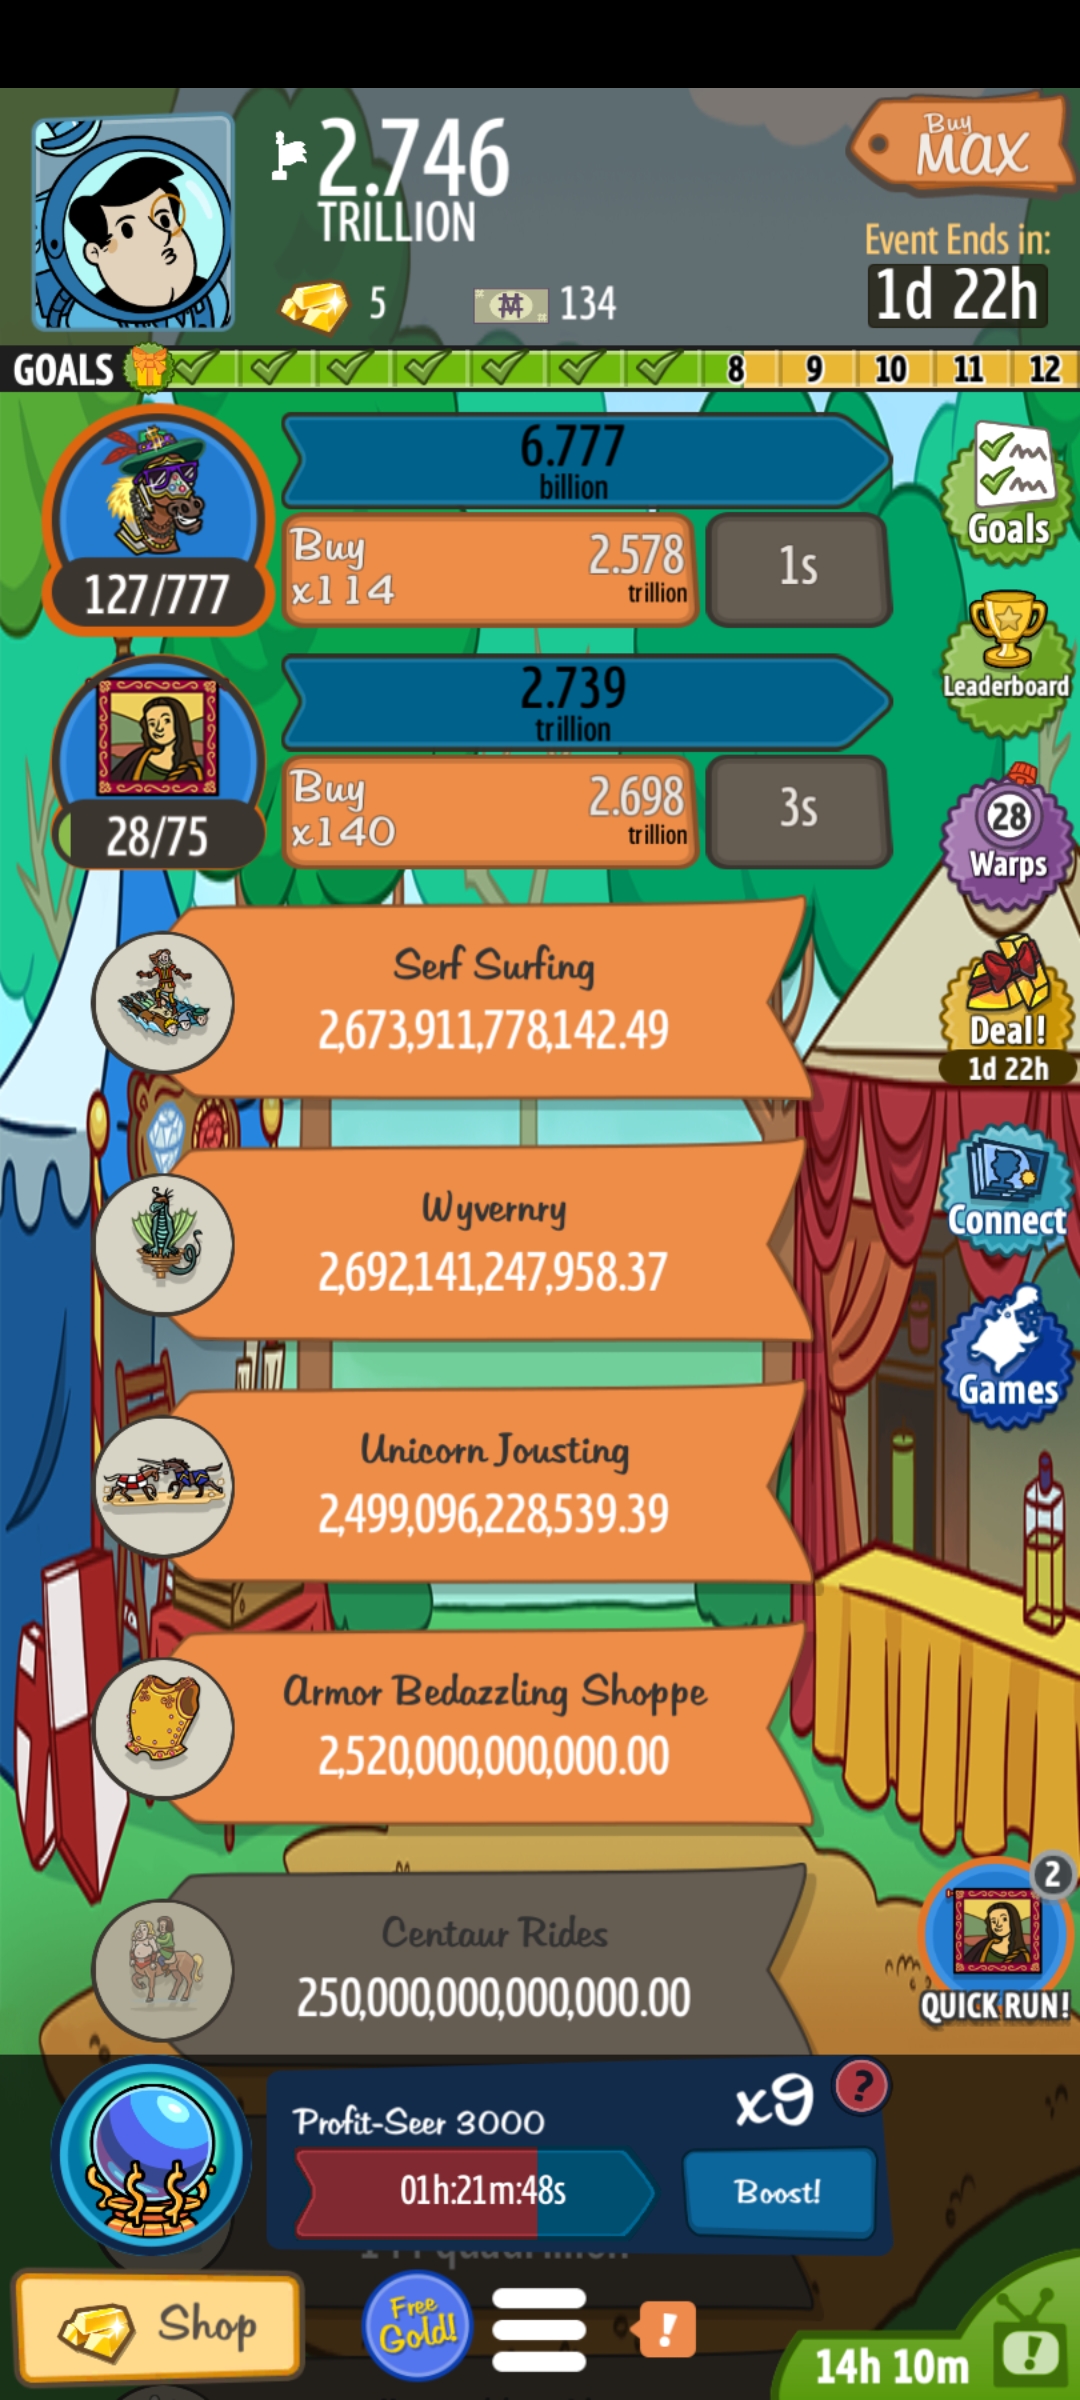 2.746
TRILLION
Buy
MAX
Event Ends in:
1d 22h
5
134
GOALS
8 9 10 11 12
6.777
billion
Buy
x114
2.578
trillion
1s
127/777
Goals
Leaderboard
2.739
trillion
Buy
x140
2.698
trillion
3s
28/75
28
Warps
Serf Surfing
2,673,911,778,142.49
Deal!
1d 22h
Wyvernry
2,692,141,247,958.37
Connect
Unicorn Jousting
2,499,096,228,539.39
Games
Armor Bedazzling Shoppe
2,520,000,000,000.00
Centaur Rides
250,000,000,000,000.00
2
QUICK RUN!
Profit-Seer 3000
x9
?
01h:21m:48s
Boost!
Shop
Free
Gold!
!
14h 10m
!